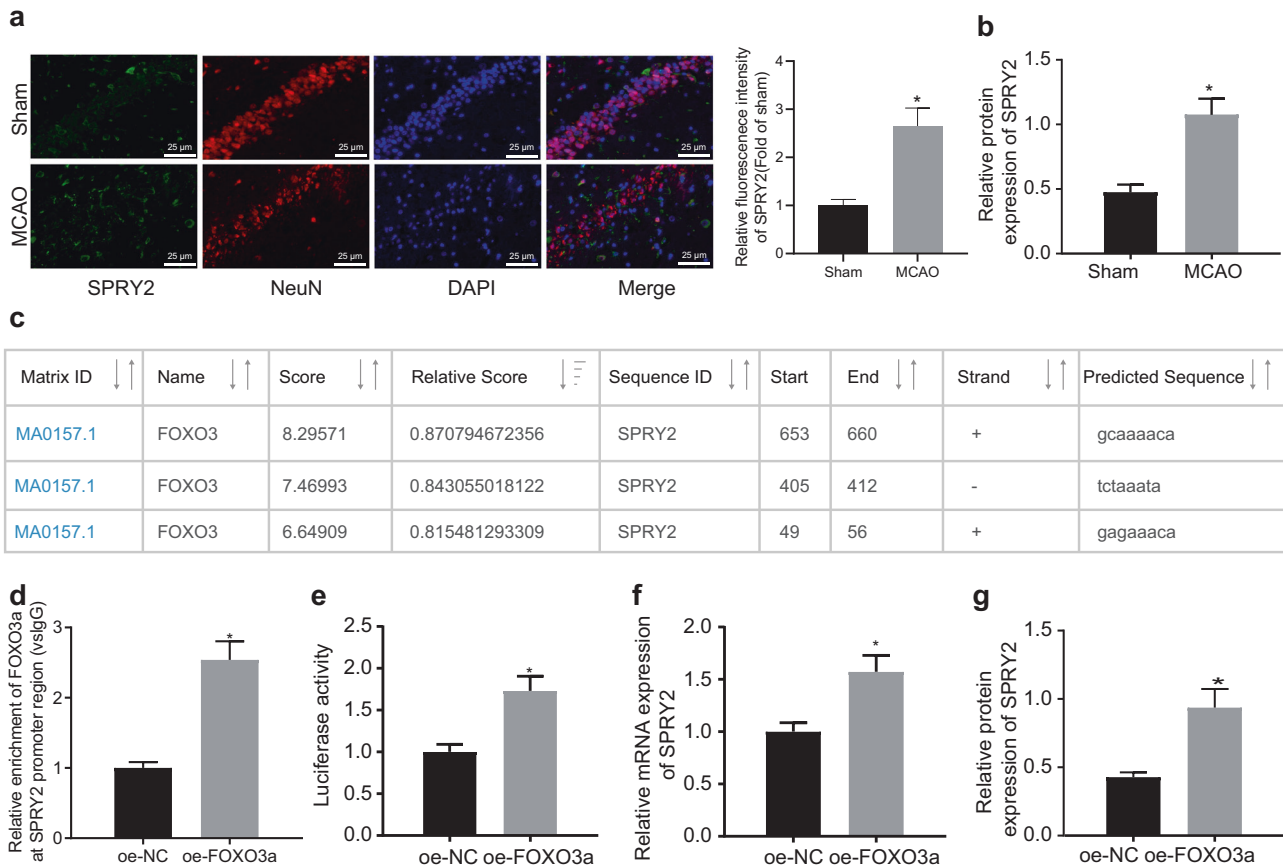 a
Sham
25 µm
25 µm
25 µm
25 µm
MCAO
25 µm
25 µm
25 µm
25 µm
SPRY2 NeuN DAPI Merge
Relative fluorescenece intensity
of SPRY2(Fold of sham)
4
3
2
1
0
*
Sham MCAO
b
Relative protein
expression of SPRY2
1.5
1.0
0.5
0.0
*
Sham MCAO
c
Matrix ID Name Score Relative Score Sequence ID Start End Strand Predicted Sequence
MA0157.1 FOXO3 8.29571 0.870794672356 SPRY2 653 660 + gcaaaaca
MA0157.1 FOXO3 7.46993 0.843055018122 SPRY2 405 412 - tctaaata
MA0157.1 FOXO3 6.64909 0.815481293309 SPRY2 49 56 + gagaaaca
d
Relative enrichment of FOXO3a
at SPRY2 promoter region (vsIgG)
3
2
1
0
*
oe-NC oe-FOXO3a
e
Luciferase activity
2.5
2.0
1.5
1.0
0.5
0.0
*
oe-NC oe-FOXO3a
f
Relative mRNA expression
of SPRY2
2.0
1.5
1.0
0.5
0.0
*
oe-NC oe-FOXO3a
g
Relative protein
expression of SPRY2
1.5
1.0
0.5
0.0
*
oe-NC oe-FOXO3a